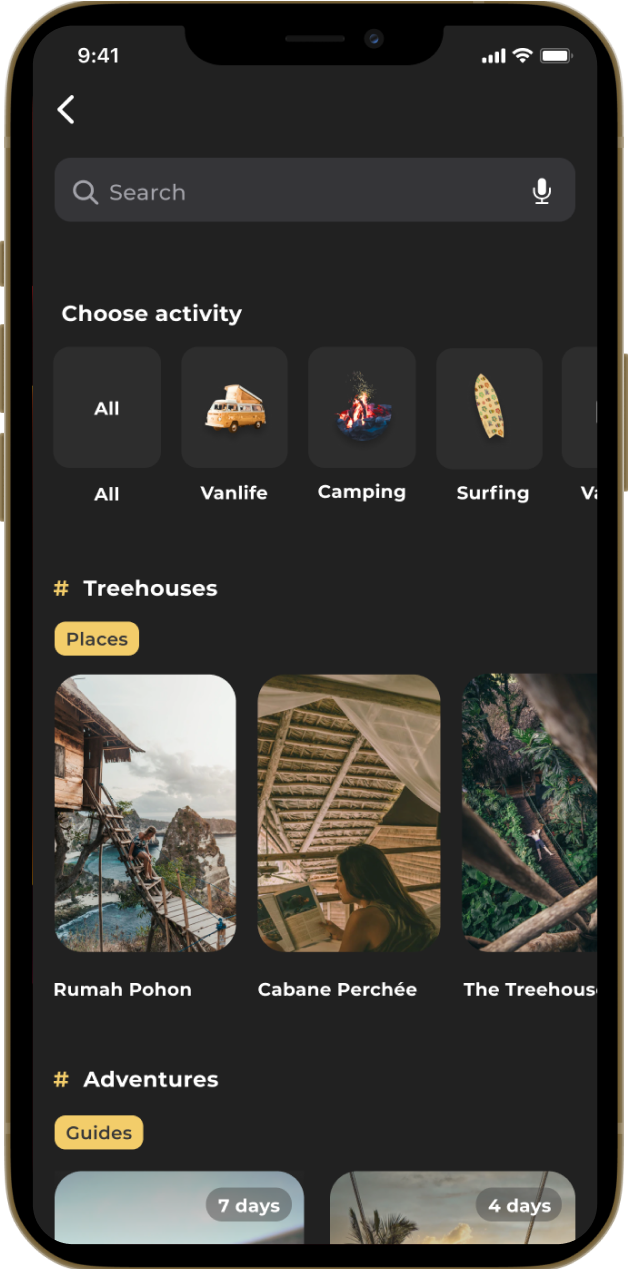 9:41
Search
Choose activity
All
All
Vanlife
Camping
Surfing
# Treehouses
Places
Rumah Pohon
Cabane Perchée
The Treehous
# Adventures
Guides
7 days
4 days